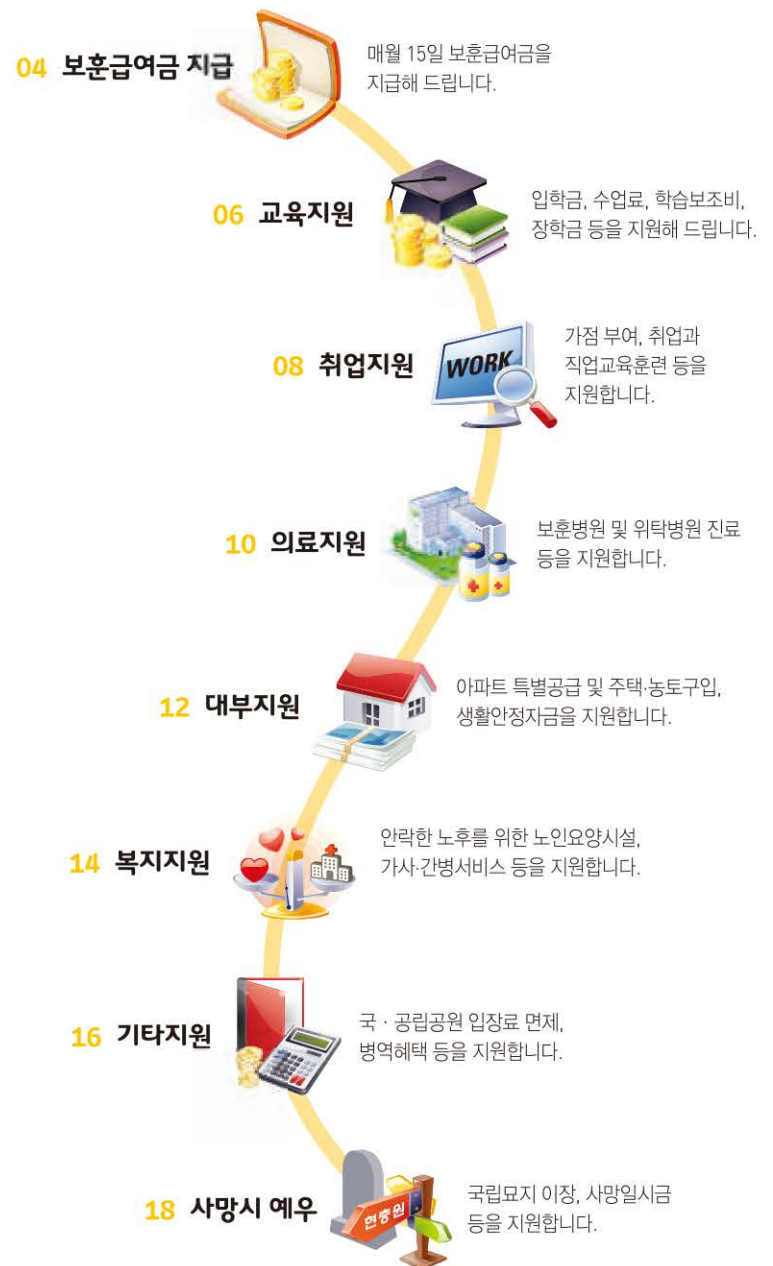 04 보훈급여금 지급
매월 15일 보훈급여금을
지급해 드립니다.
06 교육지원
입학금, 수업료, 학습보조비,
장학금 등을 지원해 드립니다.
08 취업지원
WORK
가점 부여, 취업과
직업교육훈련 등을
지원합니다.
10 의료지원
보훈병원 및 위탁병원 진료
등을 지원합니다.
12 대부지원
아파트 특별공급 및 주택·농토구입,
생활안정자금을 지원합니다.
14 복지지원
안락한 노후를 위한 노인요양시설,
가사·간병서비스 등을 지원합니다.
16 기타지원
국 · 공립공원 입장료 면제,
병역혜택 등을 지원합니다.
18 사망시 예우
현충원
국립묘지 이장, 사망일시금
등을 지원합니다.